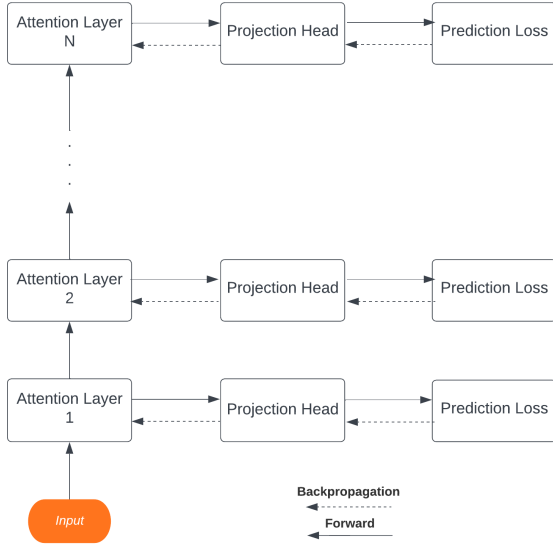 Attention Layer
N
Projection Head
Prediction Loss
.
.
.
Attention Layer
2
Projection Head
Prediction Loss
Attention Layer
1
Projection Head
Prediction Loss
Input
Backpropagation
Forward